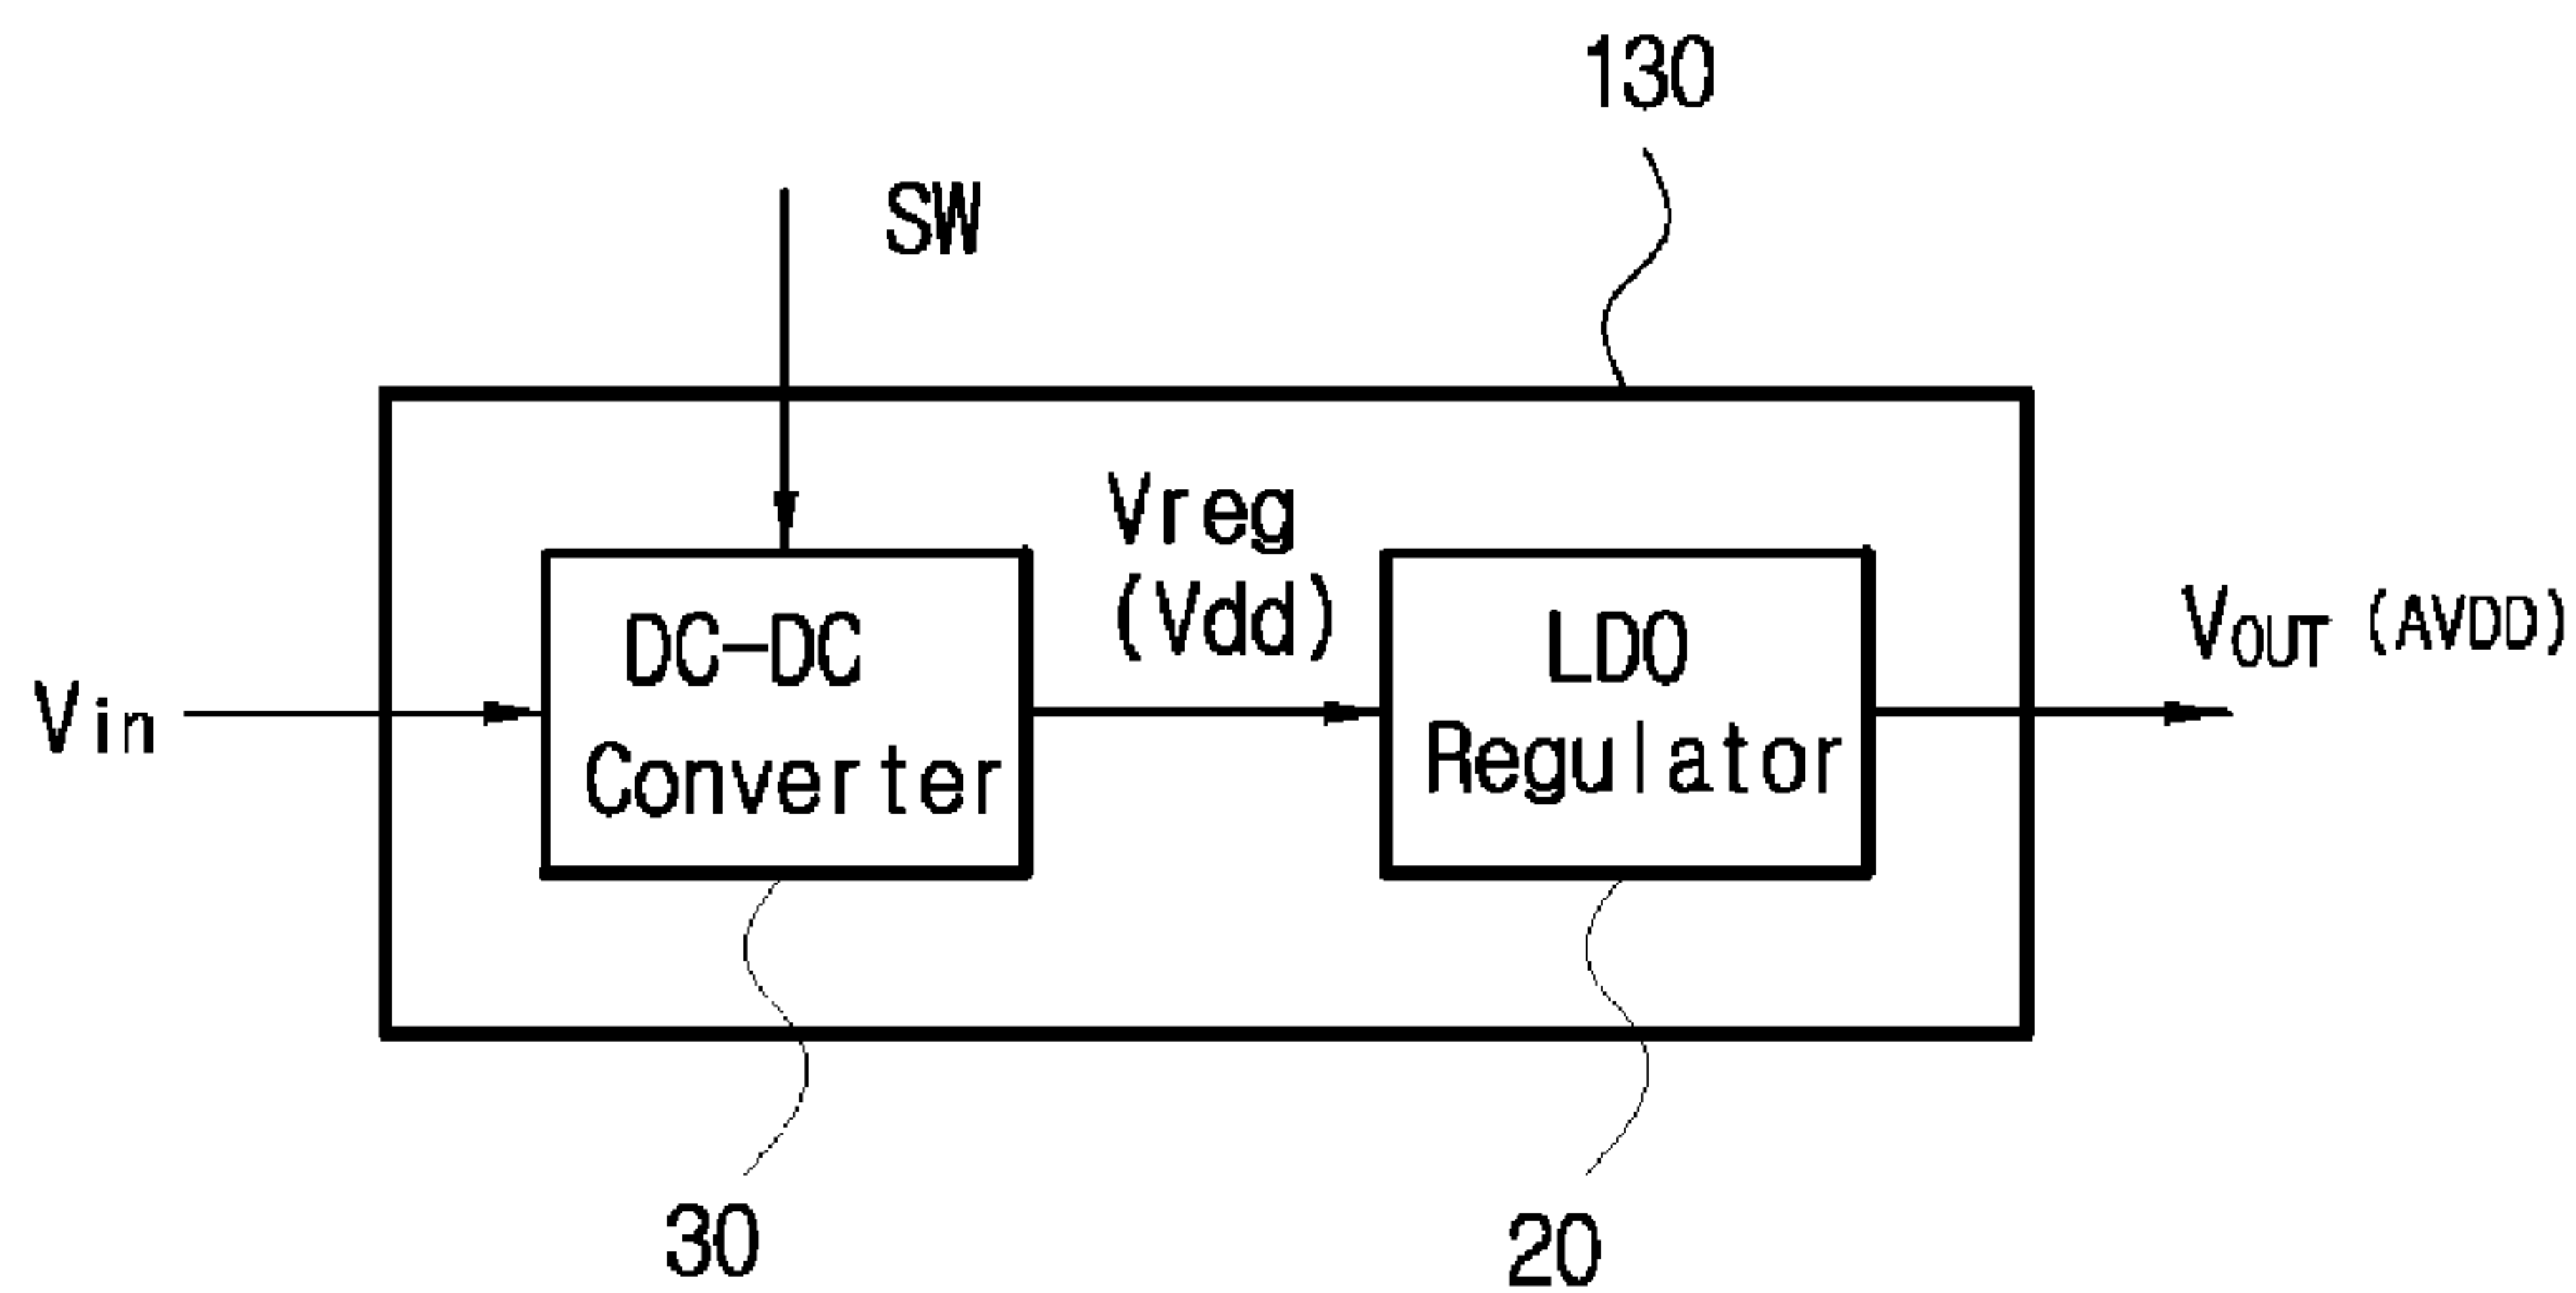 130
SW
Vreg
(Vdd)
DC-DC
Converter
LDO
Regulator
Vin
VOUT (AVDD)
30
20